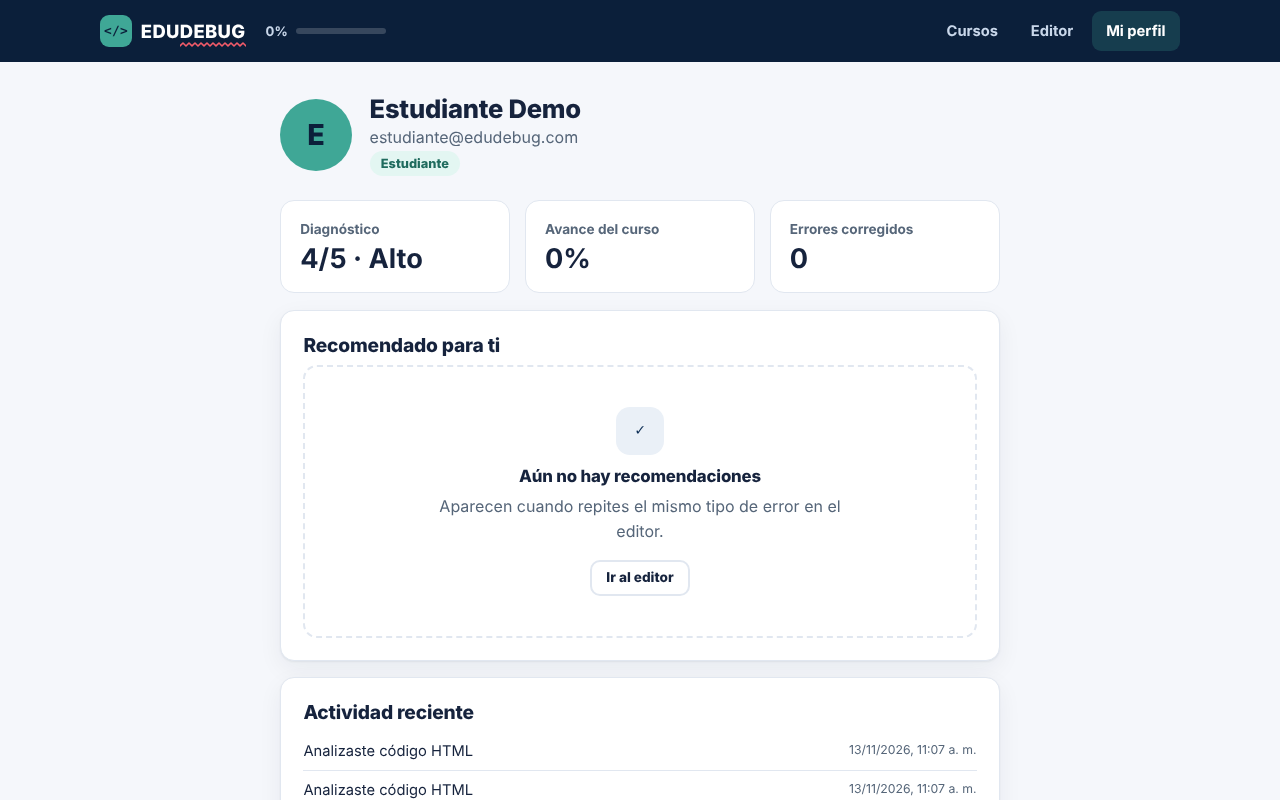 </> EDUDEBUG 0% Cursos Editor Mi perfil
E
Estudiante Demo
estudiante@edudebug.com
Estudiante
Diagnóstico
4/5 · Alto
Avance del curso
0%
Errores corregidos
0
Recomendado para ti
✓
Aún no hay recomendaciones
Aparecen cuando repites el mismo tipo de error en el
editor.
Ir al editor
Actividad reciente
Analizaste código HTML 13/11/2026, 11:07 a. m.
Analizaste código HTML 13/11/2026, 11:07 a. m.